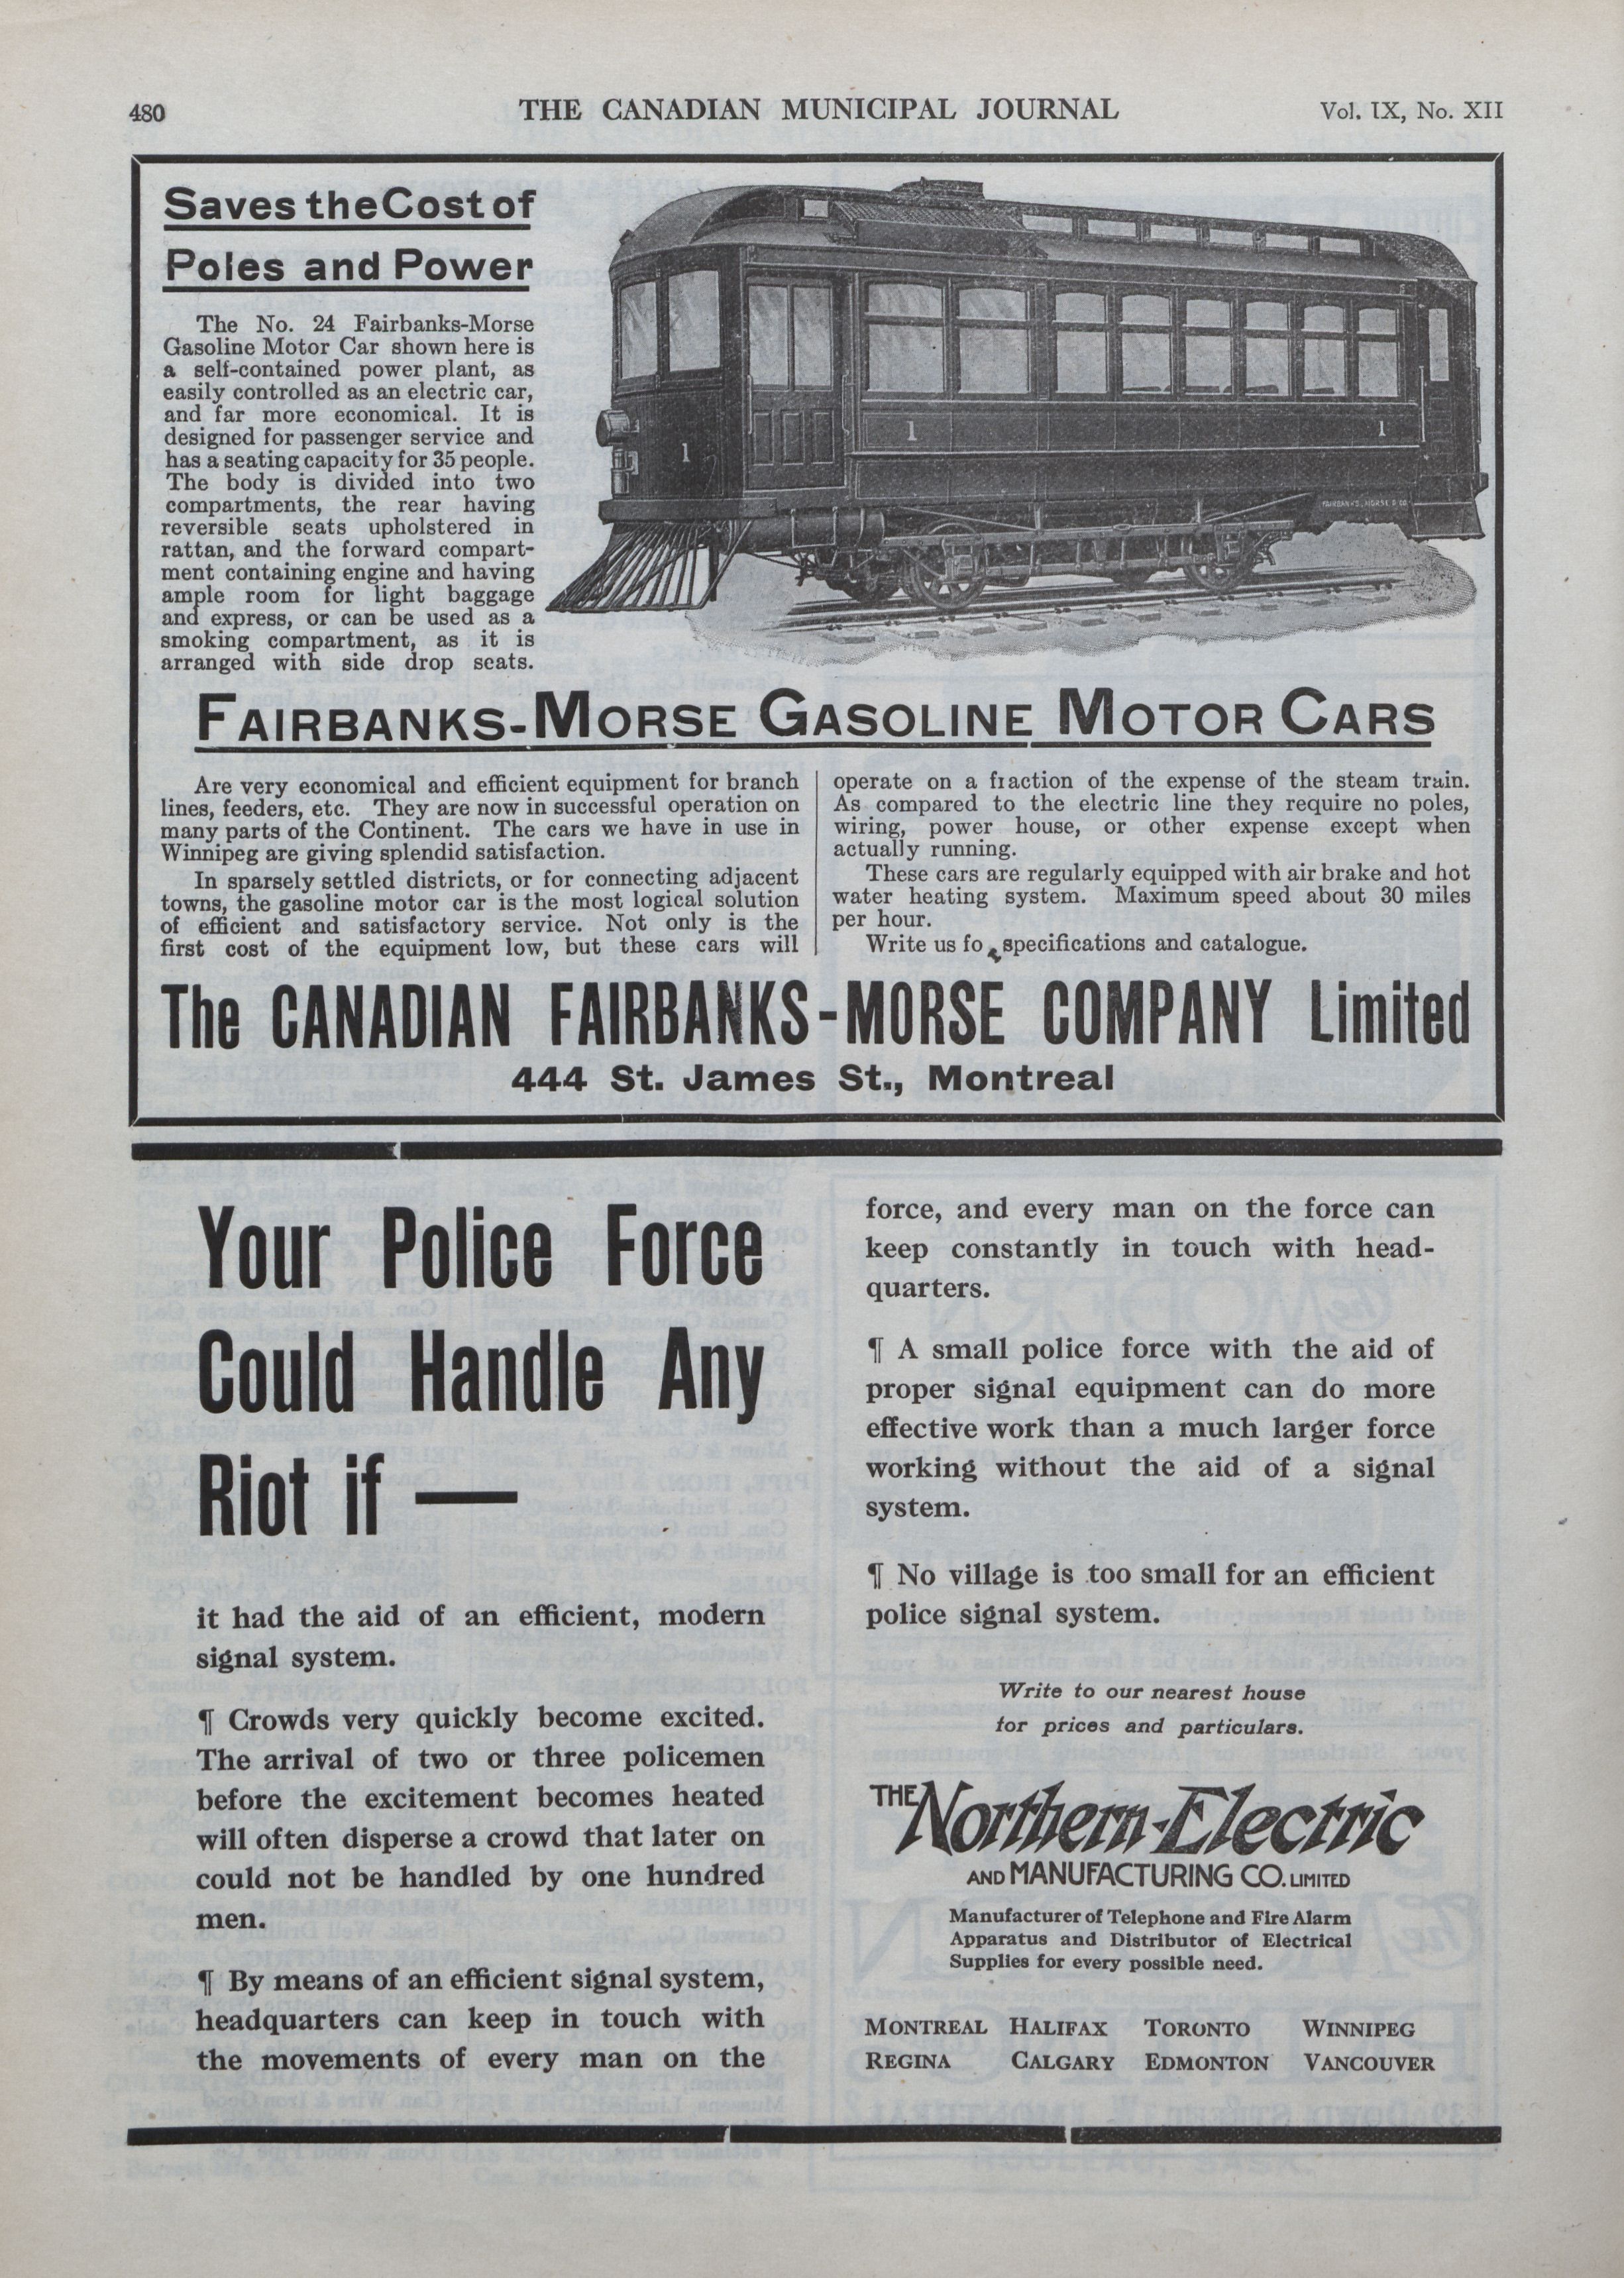 480
THE CANADIAN MUNICIPAL JOURNAL
Vol. IX, No. XII
Saves the Cost of
Poles and Power
The No. 24 Fairbanks-Morse
Gasoline Motor Car shown here is
a self-contained power plant, as
easily controlled as an electric car,
and far more economical. It is
designed for passenger service and
has a seating capacity for 35 people.
The body is divided into two
compartments, the rear having
reversible seats upholstered in
rattan, and the forward compart-
ment containing engine and having
ample room for light baggage
and express, or can be used as a
smoking compartment, as it is
arranged with side drop seats.
1
1
1
FAIRBANKS, MORSE & CO.
FAIRBANKS-MORSE GASOLINE MOTOR CARS
Are very economical and efficient equipment for branch
lines, feeders, etc. They are now in successful operation on
many parts of the Continent. The cars we have in use in
Winnipeg are giving splendid satisfaction.
In sparsely settled districts, or for connecting adjacent
towns, the gasoline motor car is the most logical solution
of efficient and satisfactory service. Not only is the
first cost of the equipment low, but these cars will
operate on a fraction of the expense of the steam train.
As compared to the electric line they require no poles,
wiring, power house, or other expense except when
actually running.
These cars are regularly equipped with air brake and hot
water heating system. Maximum speed about 30 miles
per hour.
Write us for specifications and catalogue.
The CANADIAN FAIRBANKS-MORSE COMPANY Limited
444 St. James St., Montreal
Your Police Force
Could Handle Any
Riot if —
it had the aid of an efficient, modern
signal system.
¶ Crowds very quickly become excited.
The arrival of two or three policemen
before the excitement becomes heated
will often disperse a crowd that later on
could not be handled by one hundred
men.
¶ By means of an efficient signal system,
headquarters can keep in touch with
the movements of every man on the
force, and every man on the force can
keep constantly in touch with head-
quarters.
¶ A small police force with the aid of
proper signal equipment can do more
effective work than a much larger force
working without the aid of a signal
system.
¶ No village is too small for an efficient
police signal system.
Write to our nearest house
for prices and particulars.
THE Northern-Electric
AND MANUFACTURING CO. LIMITED
Manufacturer of Telephone and Fire Alarm
Apparatus and Distributor of Electrical
Supplies for every possible need.
MONTREAL HALIFAX TORONTO WINNIPEG
REGINA CALGARY EDMONTON VANCOUVER